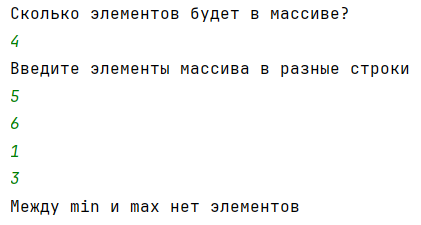 Сколько элементов будет в массиве?
4
Введите элементы массива в разные строки
5
6
1
3
Между min и max нет элементов